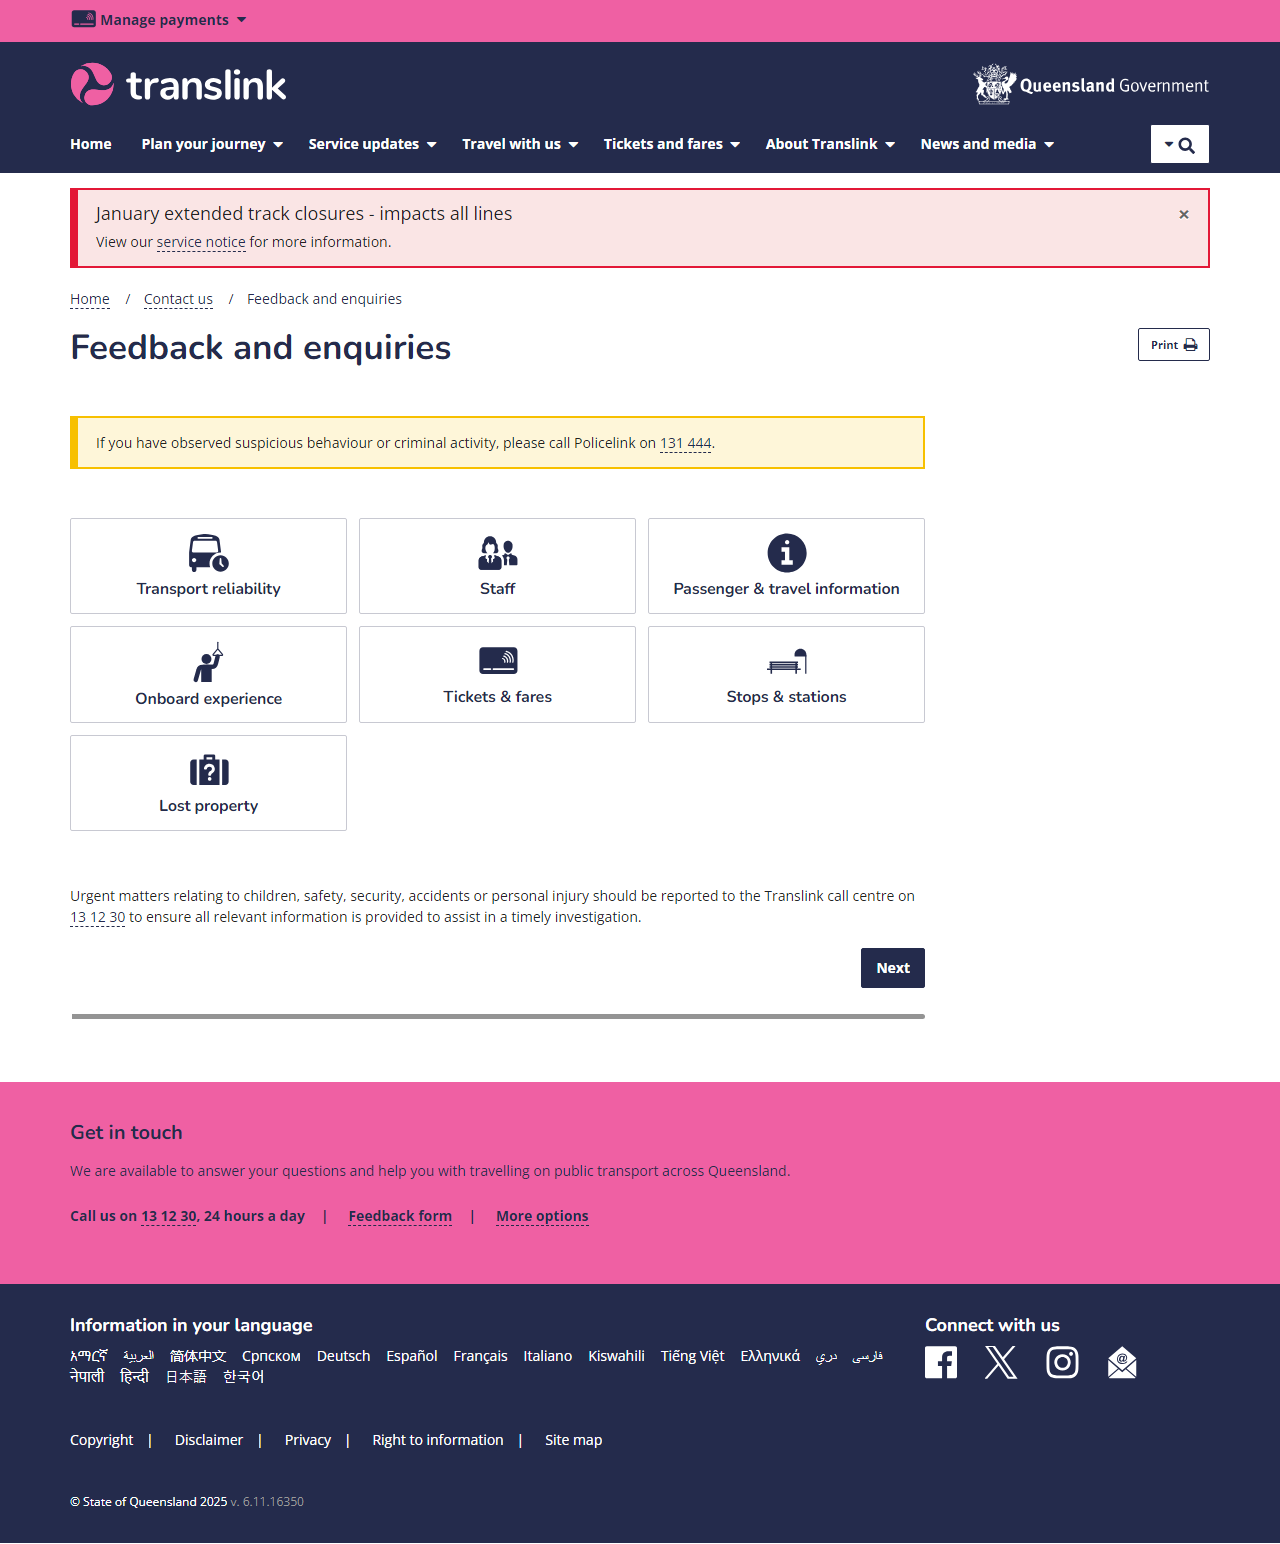 Manage payments
translink
Queensland Government
Home Plan your journey Service updates Travel with us Tickets and fares About Translink News and media
January extended track closures - impacts all lines ×
View our service notice for more information.
Home / Contact us / Feedback and enquiries
Feedback and enquiries
Print
If you have observed suspicious behaviour or criminal activity, please call Policelink on 131 444.
Transport reliability
Staff
Passenger & travel information
Onboard experience
Tickets & fares
Stops & stations
Lost property
Urgent matters relating to children, safety, security, accidents or personal injury should be reported to the Translink call centre on
13 12 30 to ensure all relevant information is provided to assist in a timely investigation.
Next
Get in touch
We are available to answer your questions and help you with travelling on public transport across Queensland.
Call us on 13 12 30, 24 hours a day | Feedback form | More options
Information in your language
አማርኛ العربية 简体中文 Српском Deutsch Español Français Italiano Kiswahili Tiếng Việt Ελληνικά دري فارسی
नेपाली हिन्दी 日本語 한국어
Connect with us
Copyright | Disclaimer | Privacy | Right to information | Site map
© State of Queensland 2025 v. 6.11.16350